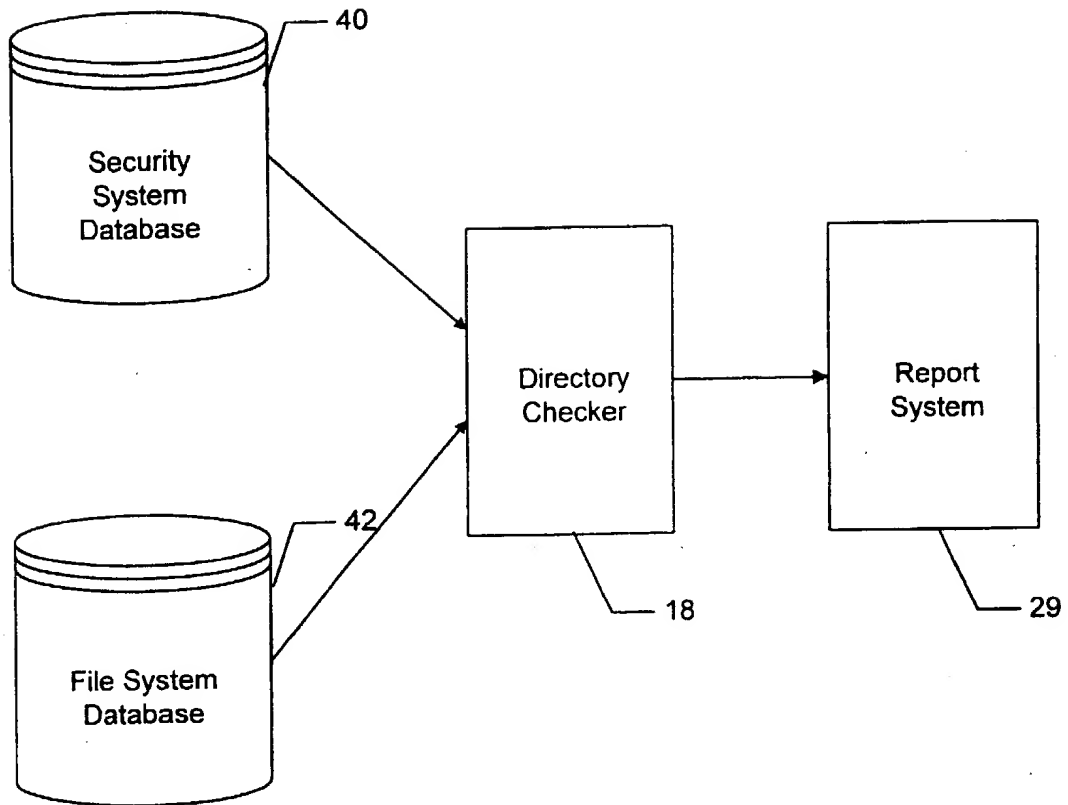 40
Security
System
Database
Directory
Checker
Report
System
42
18
29
File System
Database